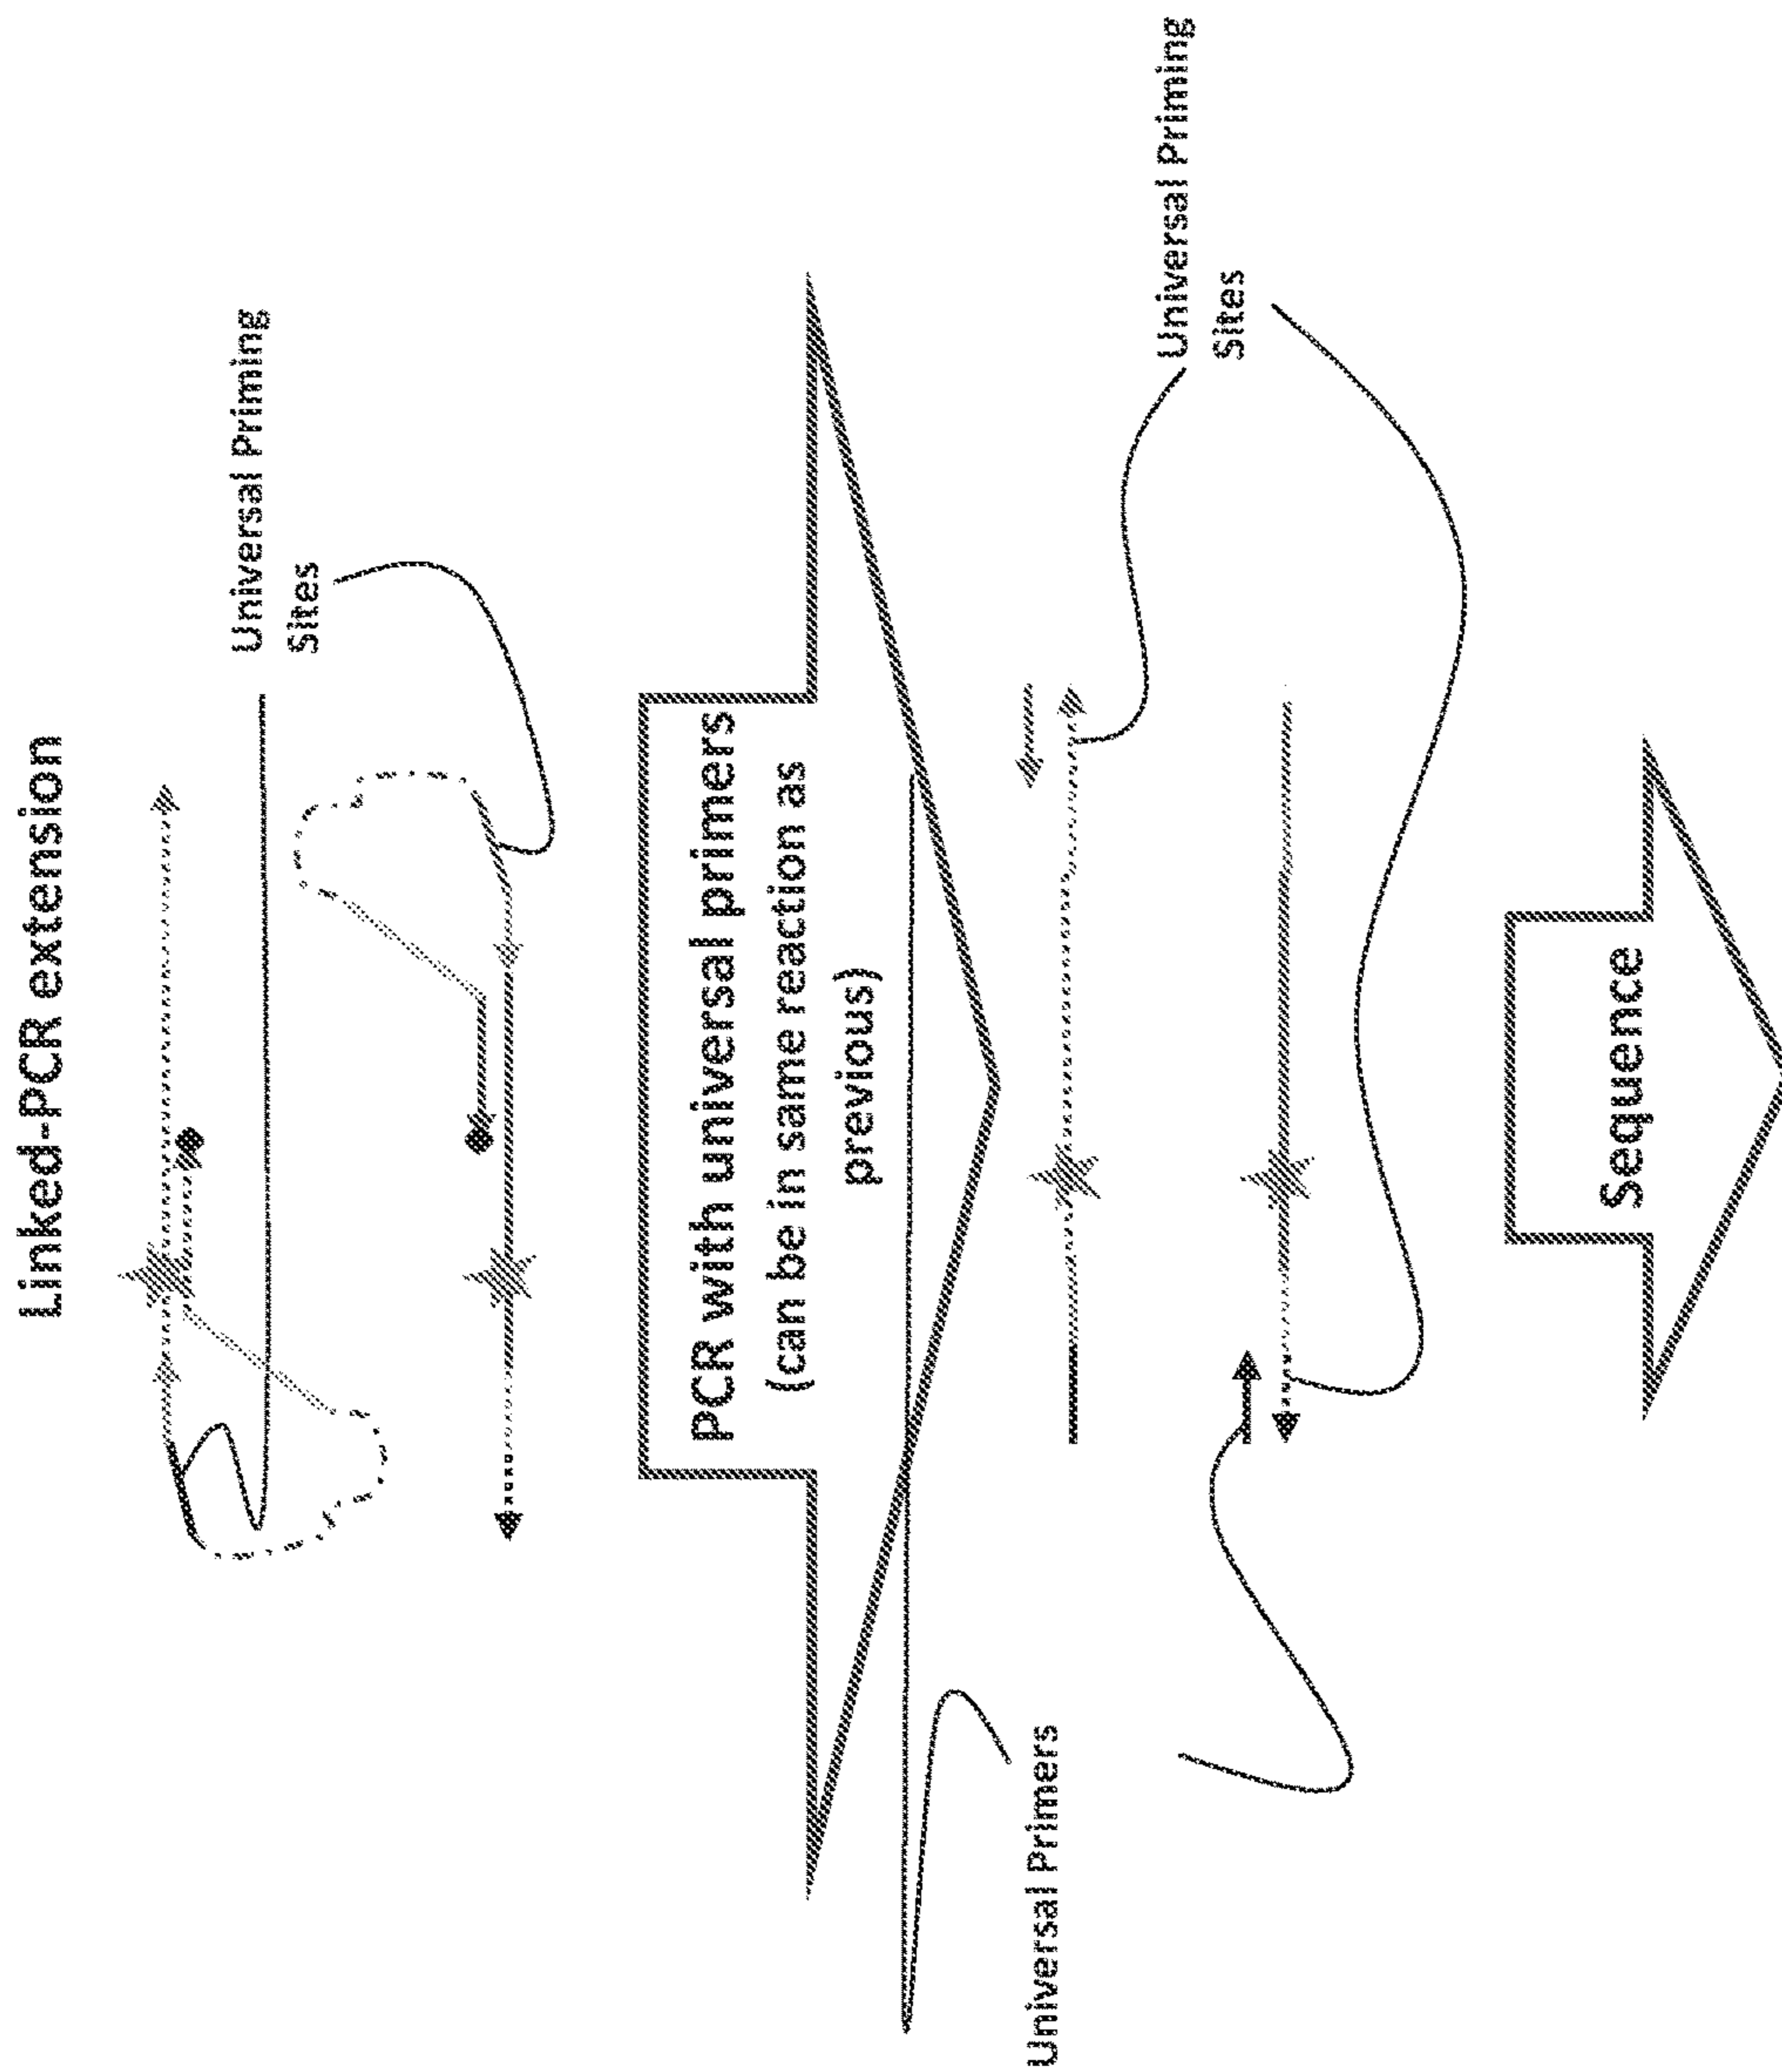 Linked-PCR extension
Universal Priming
Sites
PCR with universal primers
(can be in same reaction as
previous)
Universal Priming
Sites
Universal Primers
Sequence